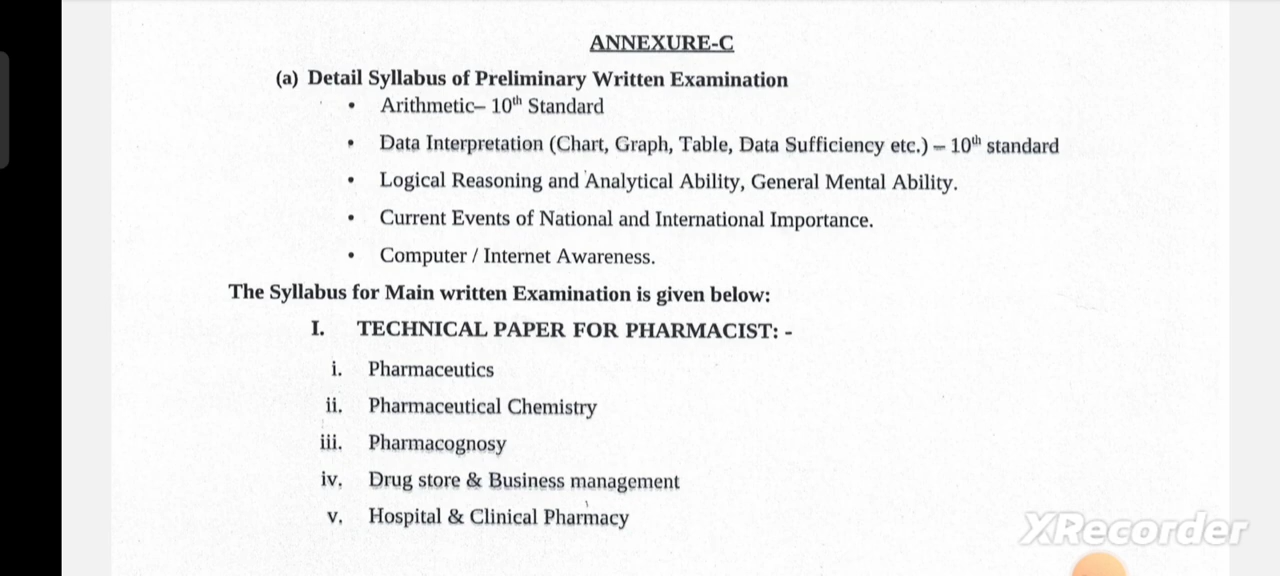 ANNEXURE-C
(a) Detail Syllabus of Preliminary Written Examination
• Arithmetic– 10th Standard
• Data Interpretation (Chart, Graph, Table, Data Sufficiency etc.) – 10th standard
• Logical Reasoning and Analytical Ability, General Mental Ability.
• Current Events of National and International Importance.
• Computer / Internet Awareness.
The Syllabus for Main written Examination is given below:
I. TECHNICAL PAPER FOR PHARMACIST: -
i. Pharmaceutics
ii. Pharmaceutical Chemistry
iii. Pharmacognosy
iv. Drug store & Business management
v. Hospital & Clinical Pharmacy
XRecorder